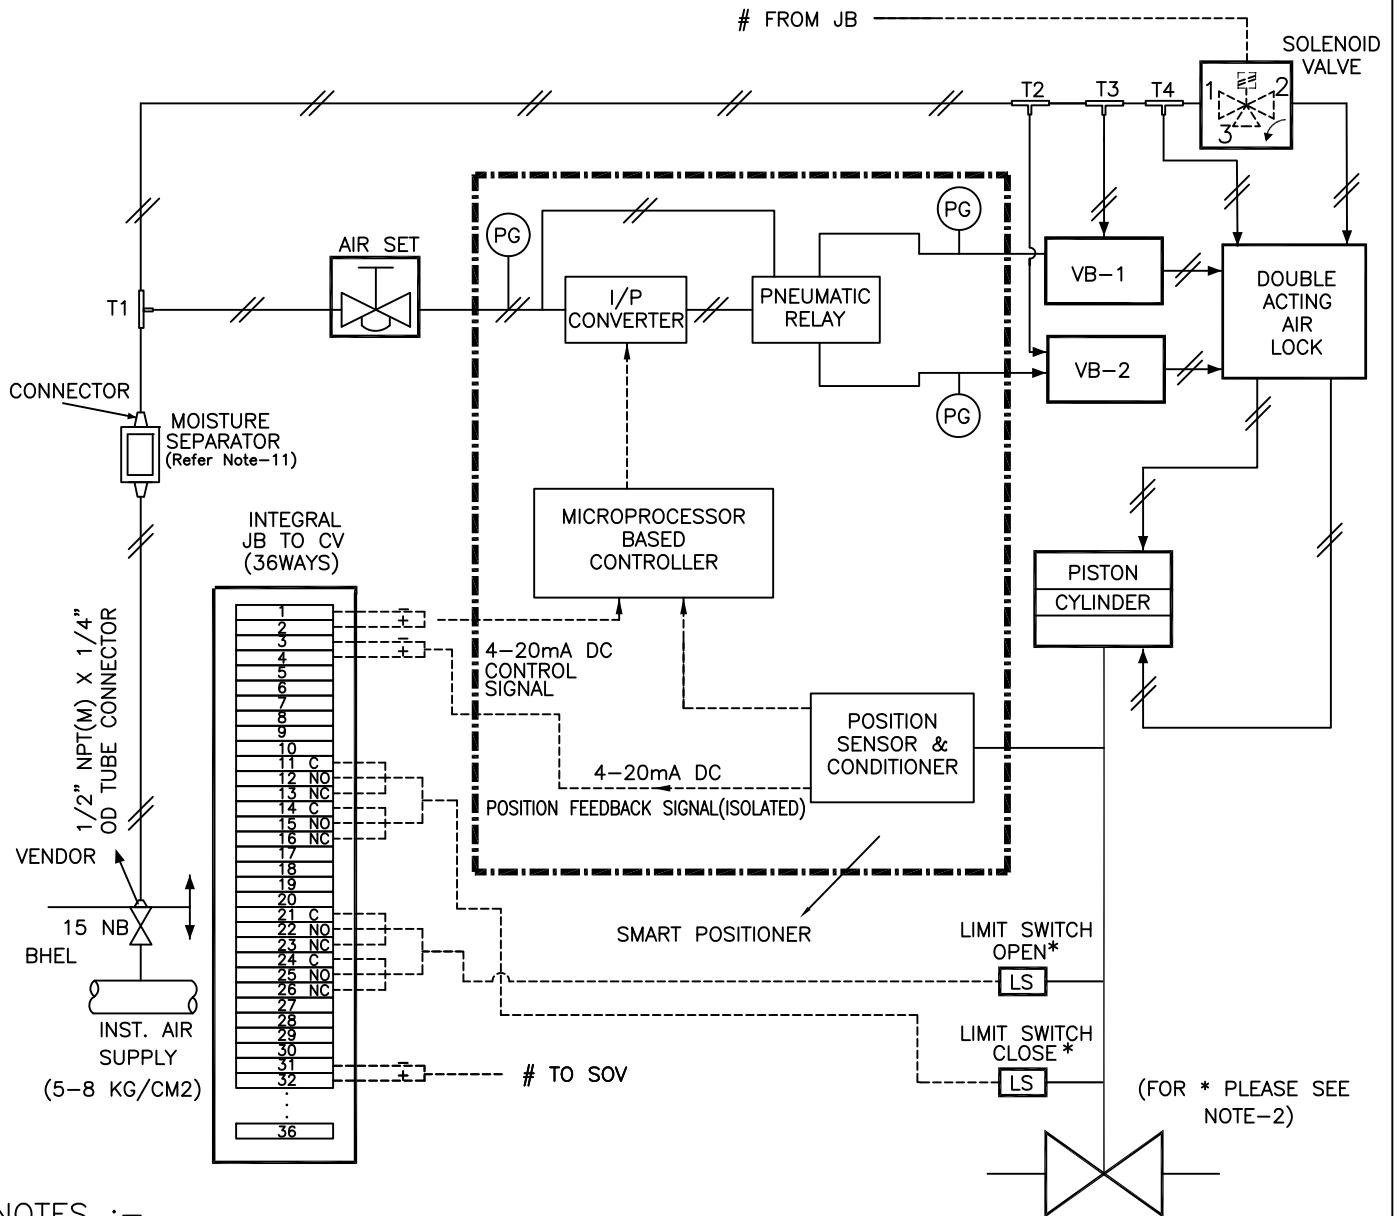 # FROM JB
SOLENOID
VALVE
T2
T3
T4
1
2
3
PG
PG
AIR SET
T1
I/P
CONVERTER
PNEUMATIC
RELAY
VB-1
VB-2
DOUBLE
ACTING
AIR
LOCK
PG
CONNECTOR
MOISTURE
SEPARATOR
(Refer Note-11)
INTEGRAL
JB TO CV
(36WAYS)
MICROPROCESSOR
BASED
CONTROLLER
PISTON
CYLINDER
1/2" NPT(M) X 1/4"
OD TUBE CONNECTOR
1 -
2 +
3 -
4 +
5
6
7
8
9
10
11 C
12 NO
13 NC
14 C
15 NO
16 NC
17
18
19
20
21 C
22 NO
23 NC
24 C
25 NO
26 NC
27
28
29
30
31 -
32 +
36
4-20mA DC
CONTROL
SIGNAL
POSITION
SENSOR &
CONDITIONER
4-20mA DC
POSITION FEEDBACK SIGNAL(ISOLATED)
VENDOR
15 NB
BHEL
INST. AIR
SUPPLY
(5-8 KG/CM2)
SMART POSITIONER
LIMIT SWITCH
OPEN*
LS
LIMIT SWITCH
CLOSE*
LS
# TO SOV
(FOR * PLEASE SEE
NOTE-2)
NOTES :-